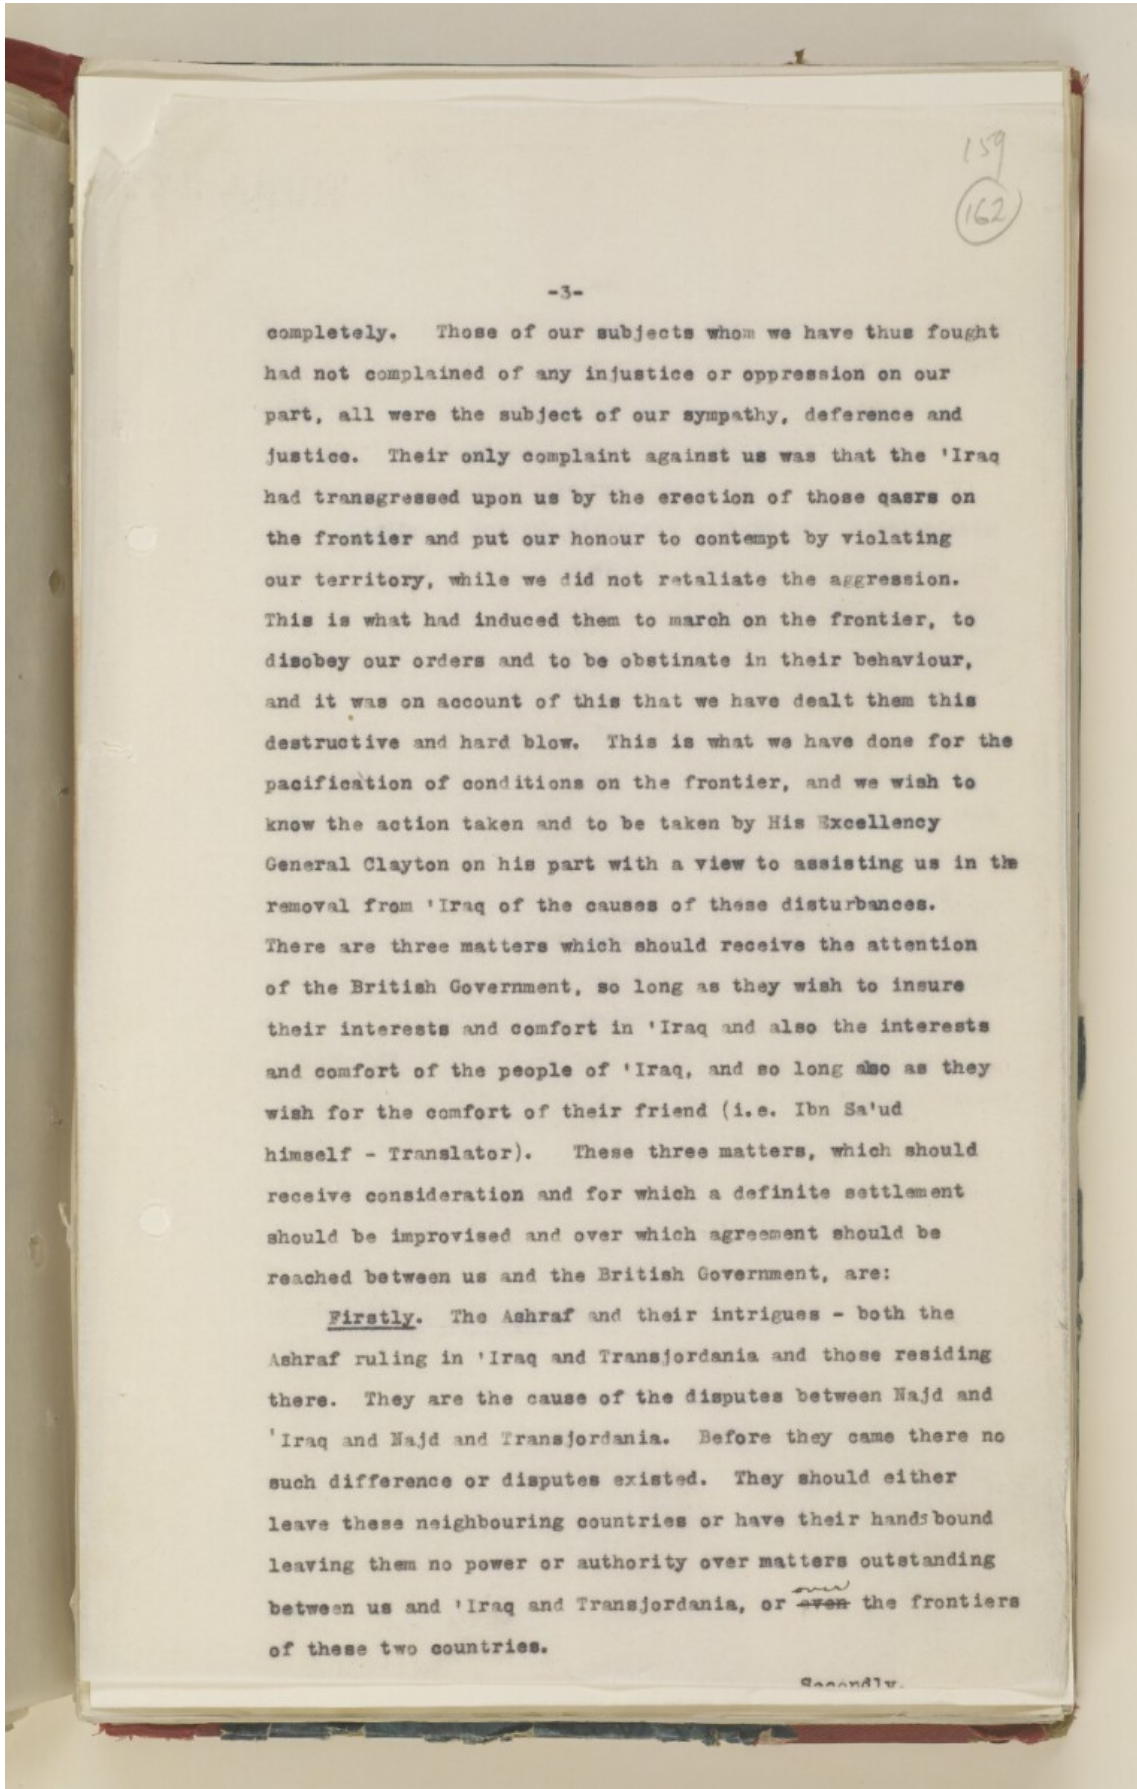 159
162
-3-
completely. Those of our subjects whom we have thus fought
had not complained of any injustice or oppression on our
part, all were the subject of our sympathy, deference and
justice. Their only complaint against us was that the 'Iraq
had transgressed upon us by the erection of those qasrs on
the frontier and put our honour to contempt by violating
our territory, while we did not retaliate the aggression.
This is what had induced them to march on the frontier, to
disobey our orders and to be obstinate in their behaviour,
and it was on account of this that we have dealt them this
destructive and hard blow. This is what we have done for the
pacification of conditions on the frontier, and we wish to
know the action taken and to be taken by His Excellency
General Clayton on his part with a view to assisting us in the
removal from 'Iraq of the causes of these disturbances.
There are three matters which should receive the attention
of the British Government, so long as they wish to insure
their interests and comfort in 'Iraq and also the interests
and comfort of the people of 'Iraq, and so long also as they
wish for the comfort of their friend (i.e. Ibn Sa'ud
himself - Translator). These three matters, which should
receive consideration and for which a definite settlement
should be improvised and over which agreement should be
reached between us and the British Government, are:
Firstly. The Ashraf and their intrigues - both the
Ashraf ruling in 'Iraq and Transjordania and those residing
there. They are the cause of the disputes between Najd and
'Iraq and Najd and Transjordania. Before they came there no
such difference or disputes existed. They should either
leave these neighbouring countries or have their hands bound
leaving them no power or authority over matters outstanding
over
between us and 'Iraq and Transjordania, or even the frontiers
of these two countries.
Secondly.